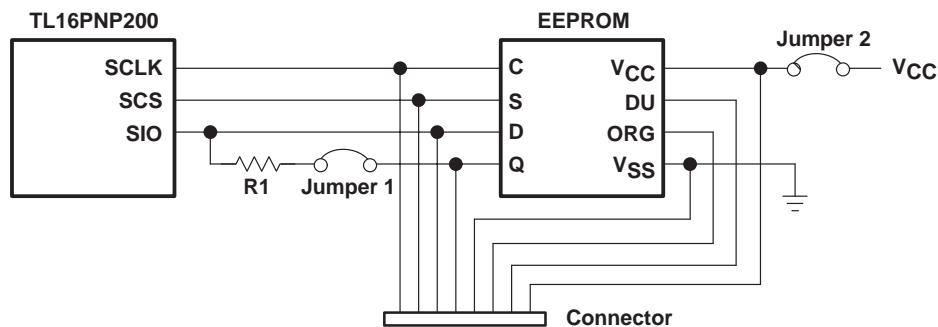 TL16PNP200
EEPROM
Jumper 2
SCLK
C
VCC
VCC
SCS
S
DU
SIO
D
ORG
Q
VSS
R1
Jumper 1
Connector